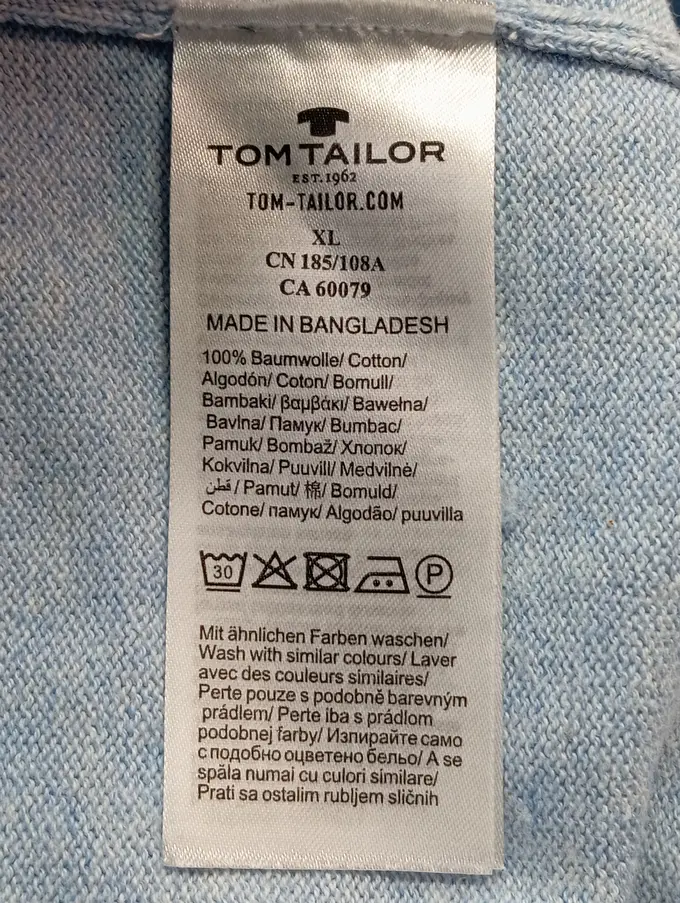 TOM TAILOR
EST. 1962
TOM-TAILOR.COM
XL
CN 185/108A
CA 60079
MADE IN BANGLADESH
100% Baumwolle/ Cotton/
Algodón/ Coton/ Bomull/
Bambaki/ βαμβάκι/ Bawełna/
Bavlna/ Памук/ Bumbac/
Pamuk/ Bombaž/ Хлопок/
Kokvilna/ Puuvill/ Medvilnė/
قطن / Pamut/ 棉/ Bomuld/
Cotone/ памук/ Algodão/ puuvilla
30 P
Mit ähnlichen Farben waschen/
Wash with similar colours/ Laver
avec des couleurs similaires/
Perte pouze s podobně barevným
prádlem/ Perte iba s prádlom
podobnej farby/ Изпирайте само
с подобно оцветено бельо/ A se
spăla numai cu culori similare/
Prati sa ostalim rubljem sličnih